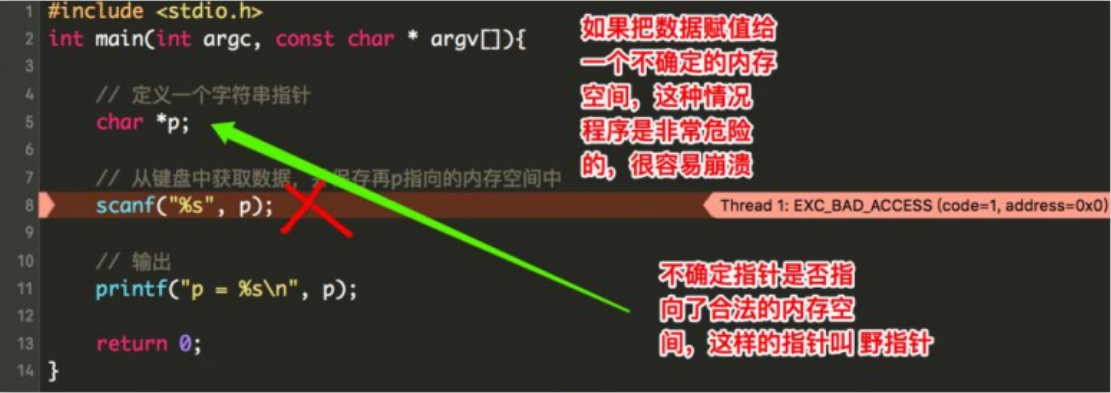 1 #include <stdio.h>
2 int main(int argc, const char * argv[]){
3
4 // 定义一个字符串指针
5 char *p;
6
7 // 从键盘中获取数据, 保存再p指向的内存空间中
8 scanf("%s", p);
Thread 1: EXC_BAD_ACCESS (code=1, address=0x0)
9
10 // 输出
11 printf("p = %s\n", p);
12
13 return 0;
14 }
如果把数据赋值给
一个不确定的内存
空间，这种情况
程序是非常危险
的，很容易崩溃
不确定指针是否指
向了合法的内存空
间，这样的指针叫 野指针